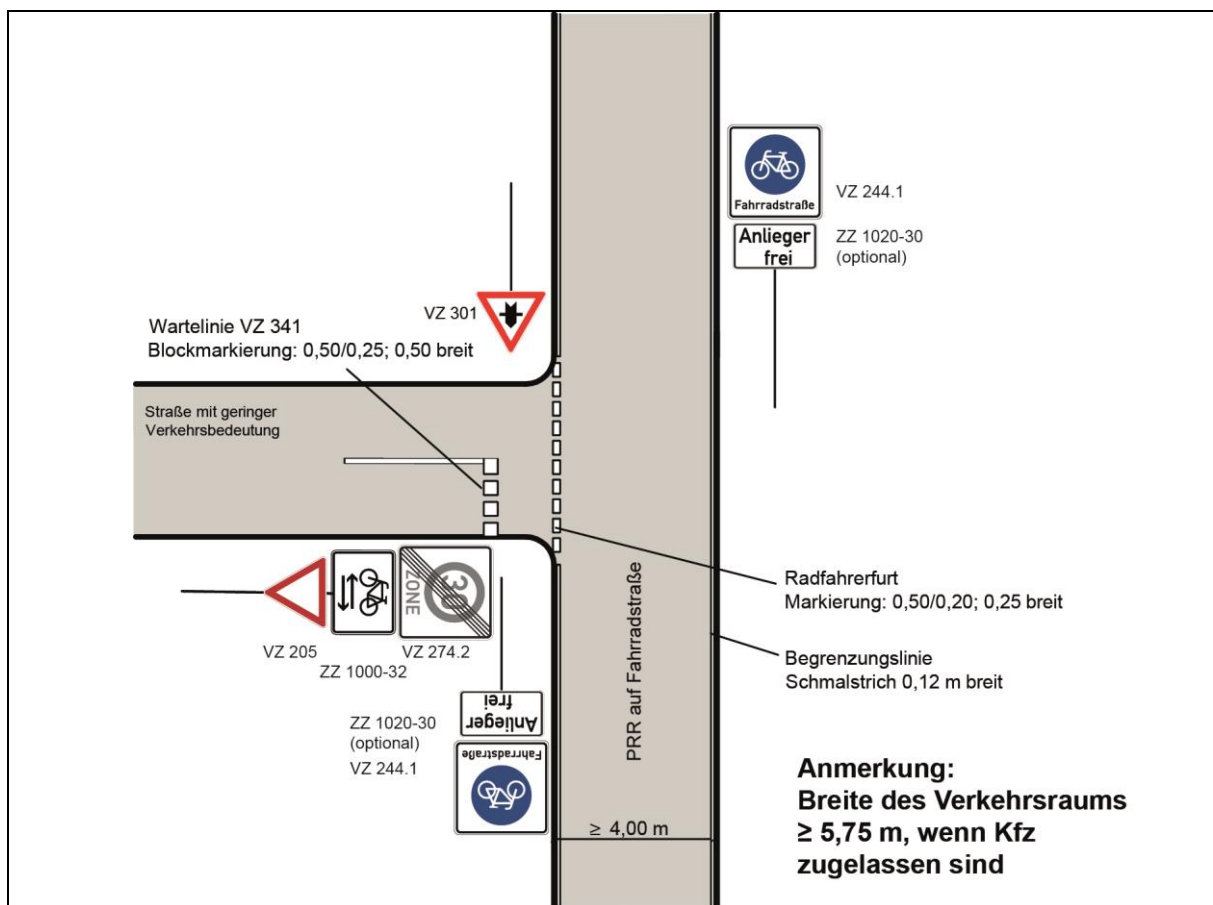 Fahrradstraße
VZ 244.1
Anlieger
frei
ZZ 1020-30
(optional)
VZ 301
Wartelinie VZ 341
Blockmarkierung: 0,50/0,25; 0,50 breit
Straße mit geringer
Verkehrsbedeutung
30
ZONE
VZ 205
VZ 274.2
ZZ 1000-32
Radfahrerfurt
Markierung: 0,50/0,20; 0,25 breit
Begrenzungslinie
Schmalstrich 0,12 m breit
PRR auf Fahrradstraße
Anlieger
frei
ZZ 1020-30
(optional)
VZ 244.1
Fahrradstraße
≥ 4,00 m
Anmerkung:
Breite des Verkehrsraums
≥ 5,75 m, wenn Kfz
zugelassen sind